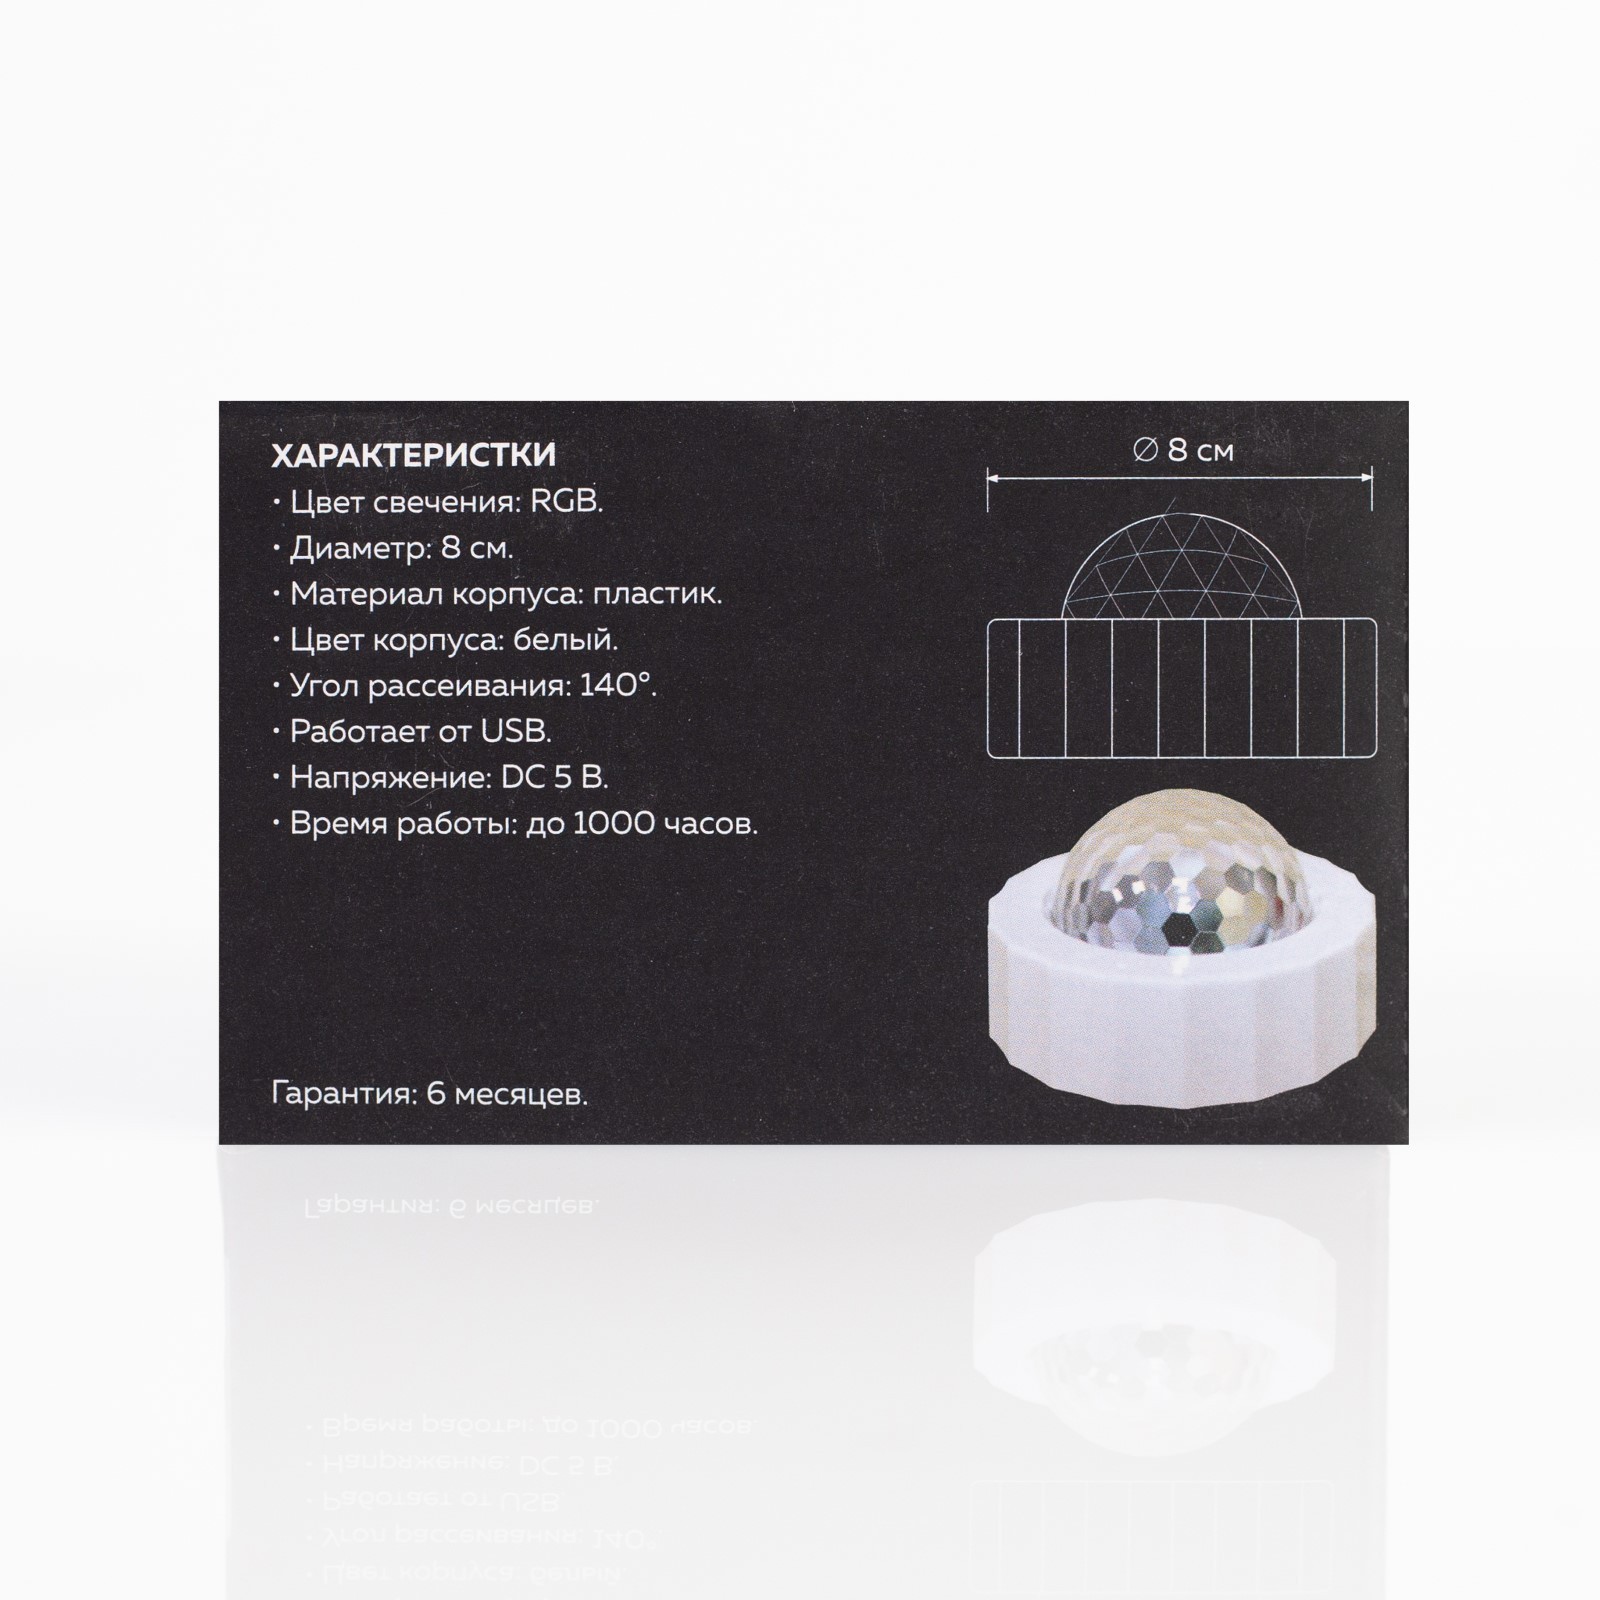 ХАРАКТЕРИСТКИ
• Цвет свечения: RGB.
• Диаметр: 8 см.
• Материал корпуса: пластик.
• Цвет корпуса: белый.
• Угол рассеивания: 140°.
• Работает от USB.
• Напряжение: DC 5 В.
• Время работы: до 1000 часов.
Гарантия: 6 месяцев.
∅ 8 см